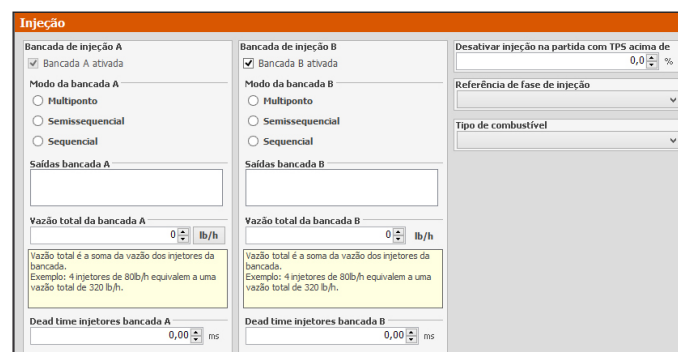 Injeção
Bancada de injeção A
Bancada A ativada
Modo da bancada A
Multiponto
Semissequencial
Sequencial
Saídas bancada A
Vazão total da bancada A
0 lb/h
Vazão total é a soma da vazão dos injetores da
bancada.
Exemplo: 4 injetores de 80lb/h equivalem a uma
vazão total de 320 lb/h.
Dead time injetores bancada A
0,00 ms
Bancada de injeção B
Bancada B ativada
Modo da bancada B
Multiponto
Semissequencial
Sequencial
Saídas bancada B
Vazão total da bancada B
0 lb/h
Vazão total é a soma da vazão dos injetores da
bancada.
Exemplo: 4 injetores de 80lb/h equivalem a uma
vazão total de 320 lb/h.
Dead time injetores bancada B
0,00 ms
Desativar injeção na partida com TPS acima de
0,0 %
Referência de fase de injeção
Tipo de combustível